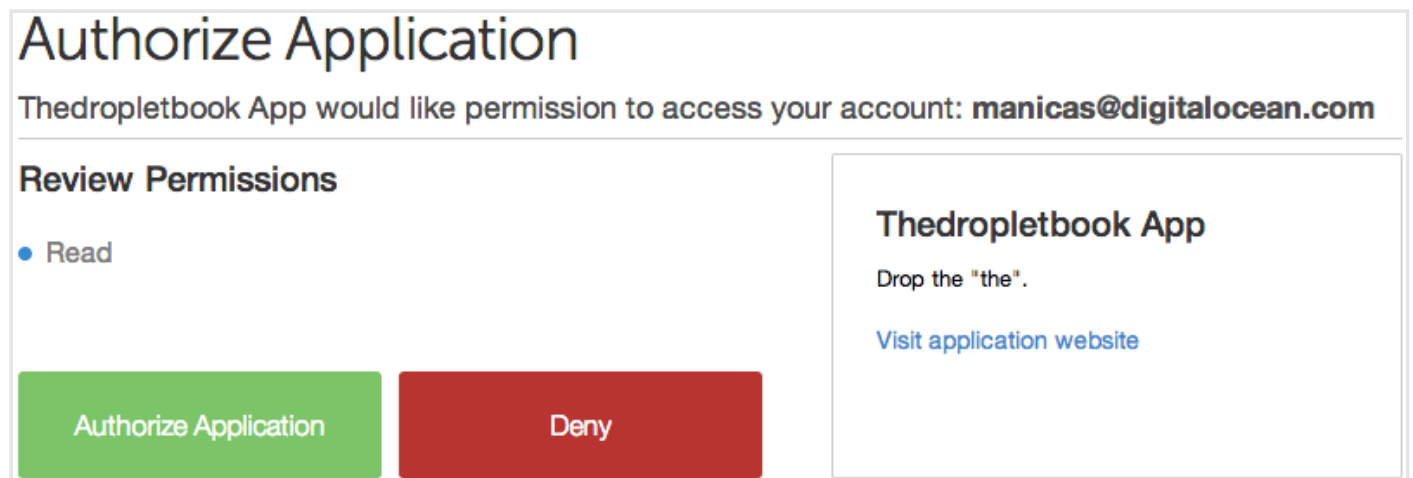 Authorize Application
Thedropletbook App would like permission to access your account: manicas@digitalocean.com
Review Permissions
Read
Authorize Application
Deny
Thedropletbook App
Drop the "the".
Visit application website